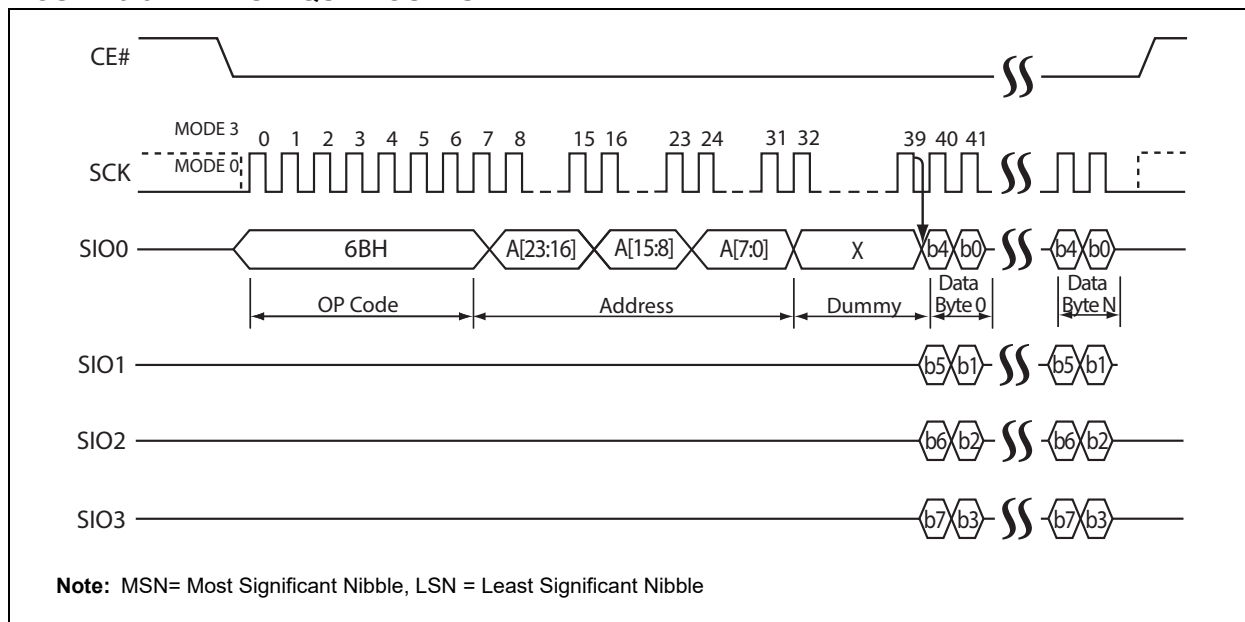 CE#
MODE 3
0 1 2 3 4 5 6 7 8 15 16 23 24 31 32 39 40 41
SCK
MODE 0
SIO0
6BH A[23:16] A[15:8] A[7:0] X b4 b0 b4 b0
OP Code Address Dummy Data Byte 0 Data Byte N
SIO1 b5 b1 b5 b1
SIO2 b6 b2 b6 b2
SIO3 b7 b3 b7 b3
Note: MSN= Most Significant Nibble, LSN = Least Significant Nibble